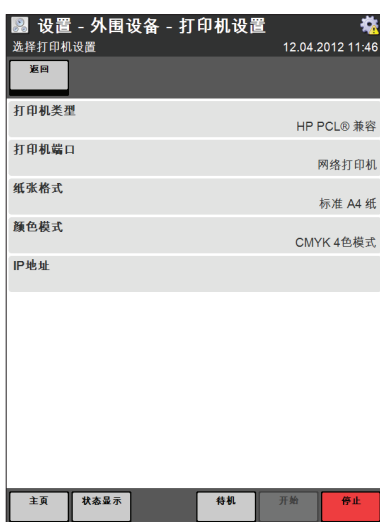 设置 - 外围设备 - 打印机设置
选择打印机设置 12.04.2012 11:46
返回
打印机类型
HP PCL® 兼容
打印机端口
网络打印机
纸张格式
标准 A4 纸
颜色模式
CMYK 4色模式
IP地址
主页 状态显示 待机 开始 停止